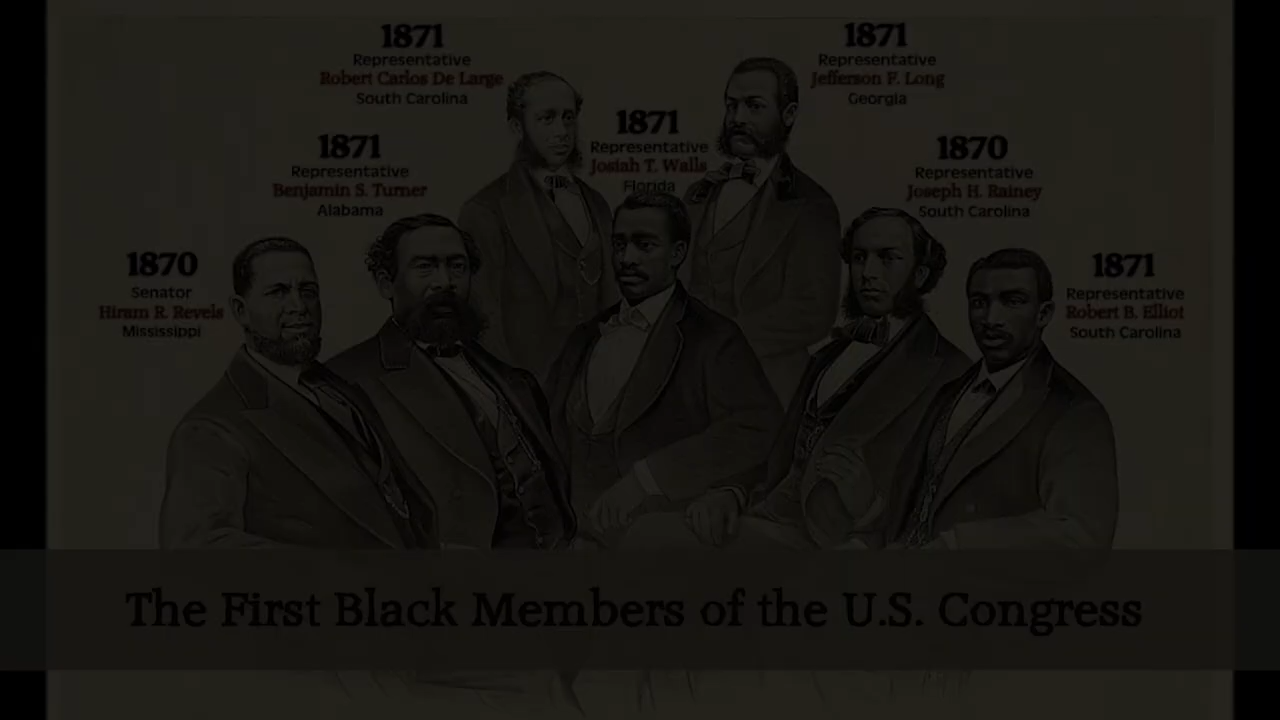 1871
Representative
Robert Carlos De Large
South Carolina
1871
Representative
Jefferson F. Long
Georgia
1871
Representative
Josiah T. Walls
Florida
1871
Representative
Benjamin S. Turner
Alabama
1870
Representative
Joseph H. Rainey
South Carolina
1870
Senator
Hiram R. Revels
Mississippi
1871
Representative
Robert B. Elliot
South Carolina
The First Black Members of the U.S. Congress